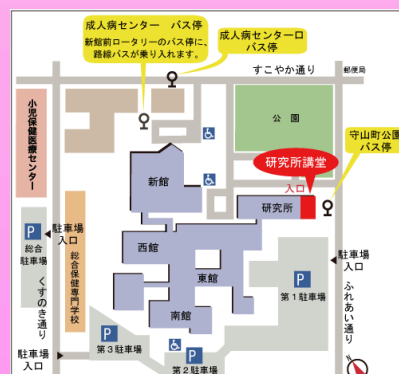 成人病センター バス停
新館前ロータリーのバス停に、
路線バスが乗り入れます。
成人病センター口
バス停
すこやか通り
郵便局
小児保健医療センター
公園
守山町公園
バス停
研究所講堂
入口
新館
研究所
P
総合
駐車場
駐車場
入口
総合保健専門学校
西館
東館
くすのき通り
P
第1駐車場
駐車場
入口
ふれあい通り
南館
P
第3駐車場
P
第2駐車場
駐車場
入口